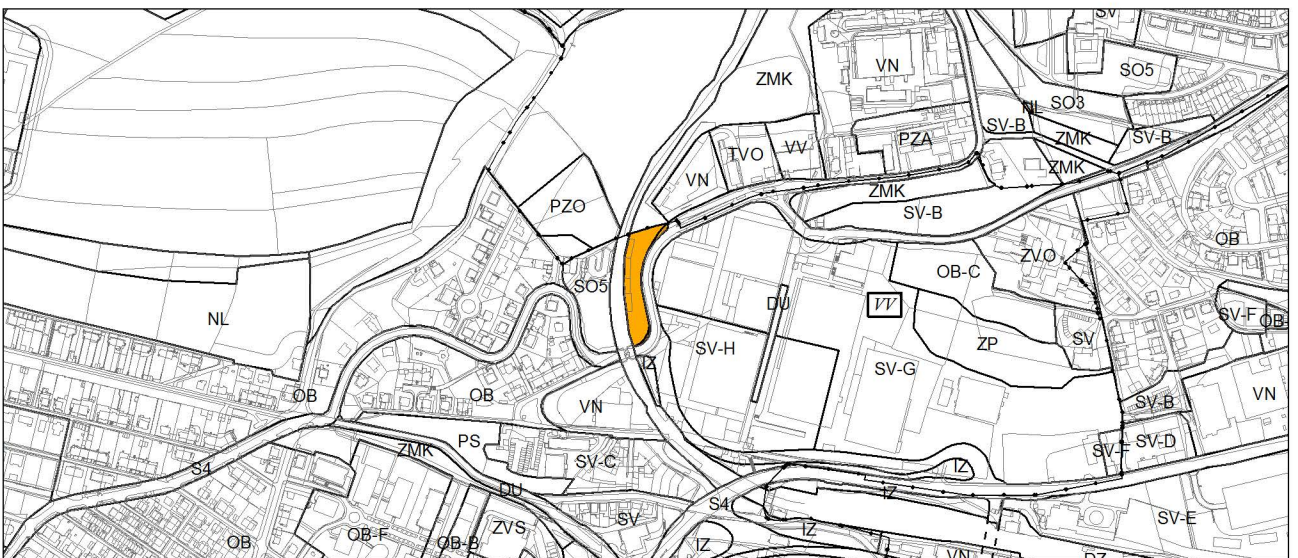 SV
VN
ZMK
SO5
NL
SO3
SV-B
ZMK
SV-B
TVO
VV
PZA
ZMK
VN
ZMK
SV-B
PZO
OB
OB-C
ZVO
SO5
DU
VV
SV-F
OB-
NL
ZP
SV
SV-H
IZ
SV-G
OB
OB
VN
SV-B
VN
PS
ZMK
SV-C
SV-F
SV-D
S4
IZ
DU
IZ
S4
SV
SV-E
OB
OB-F
OB-B
ZVS
IZ
IZ
VN